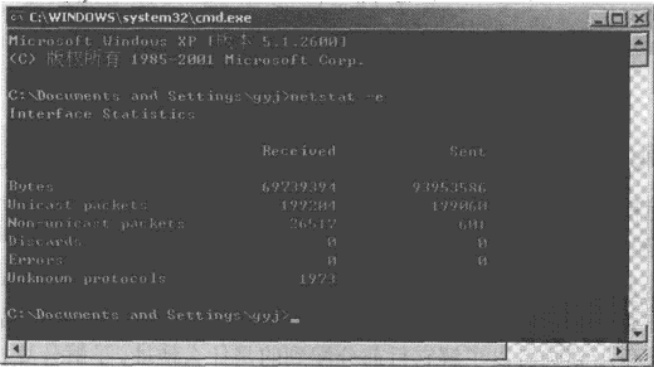 C:\WINDOWS\system32\cmd.exe
Microsoft Windows XP [版本 5.1.2600]
(C) 版权所有 1985-2001 Microsoft Corp.
C:\Documents and Settings\gyj>netstat -e
Interface Statistics
Received Sent
Bytes 69739394 93953586
Unicast packets 199204 199060
Non-unicast packets 26517 601
Discards 0 0
Errors 0 0
Unknown protocols 1973
C:\Documents and Settings\gyj>_